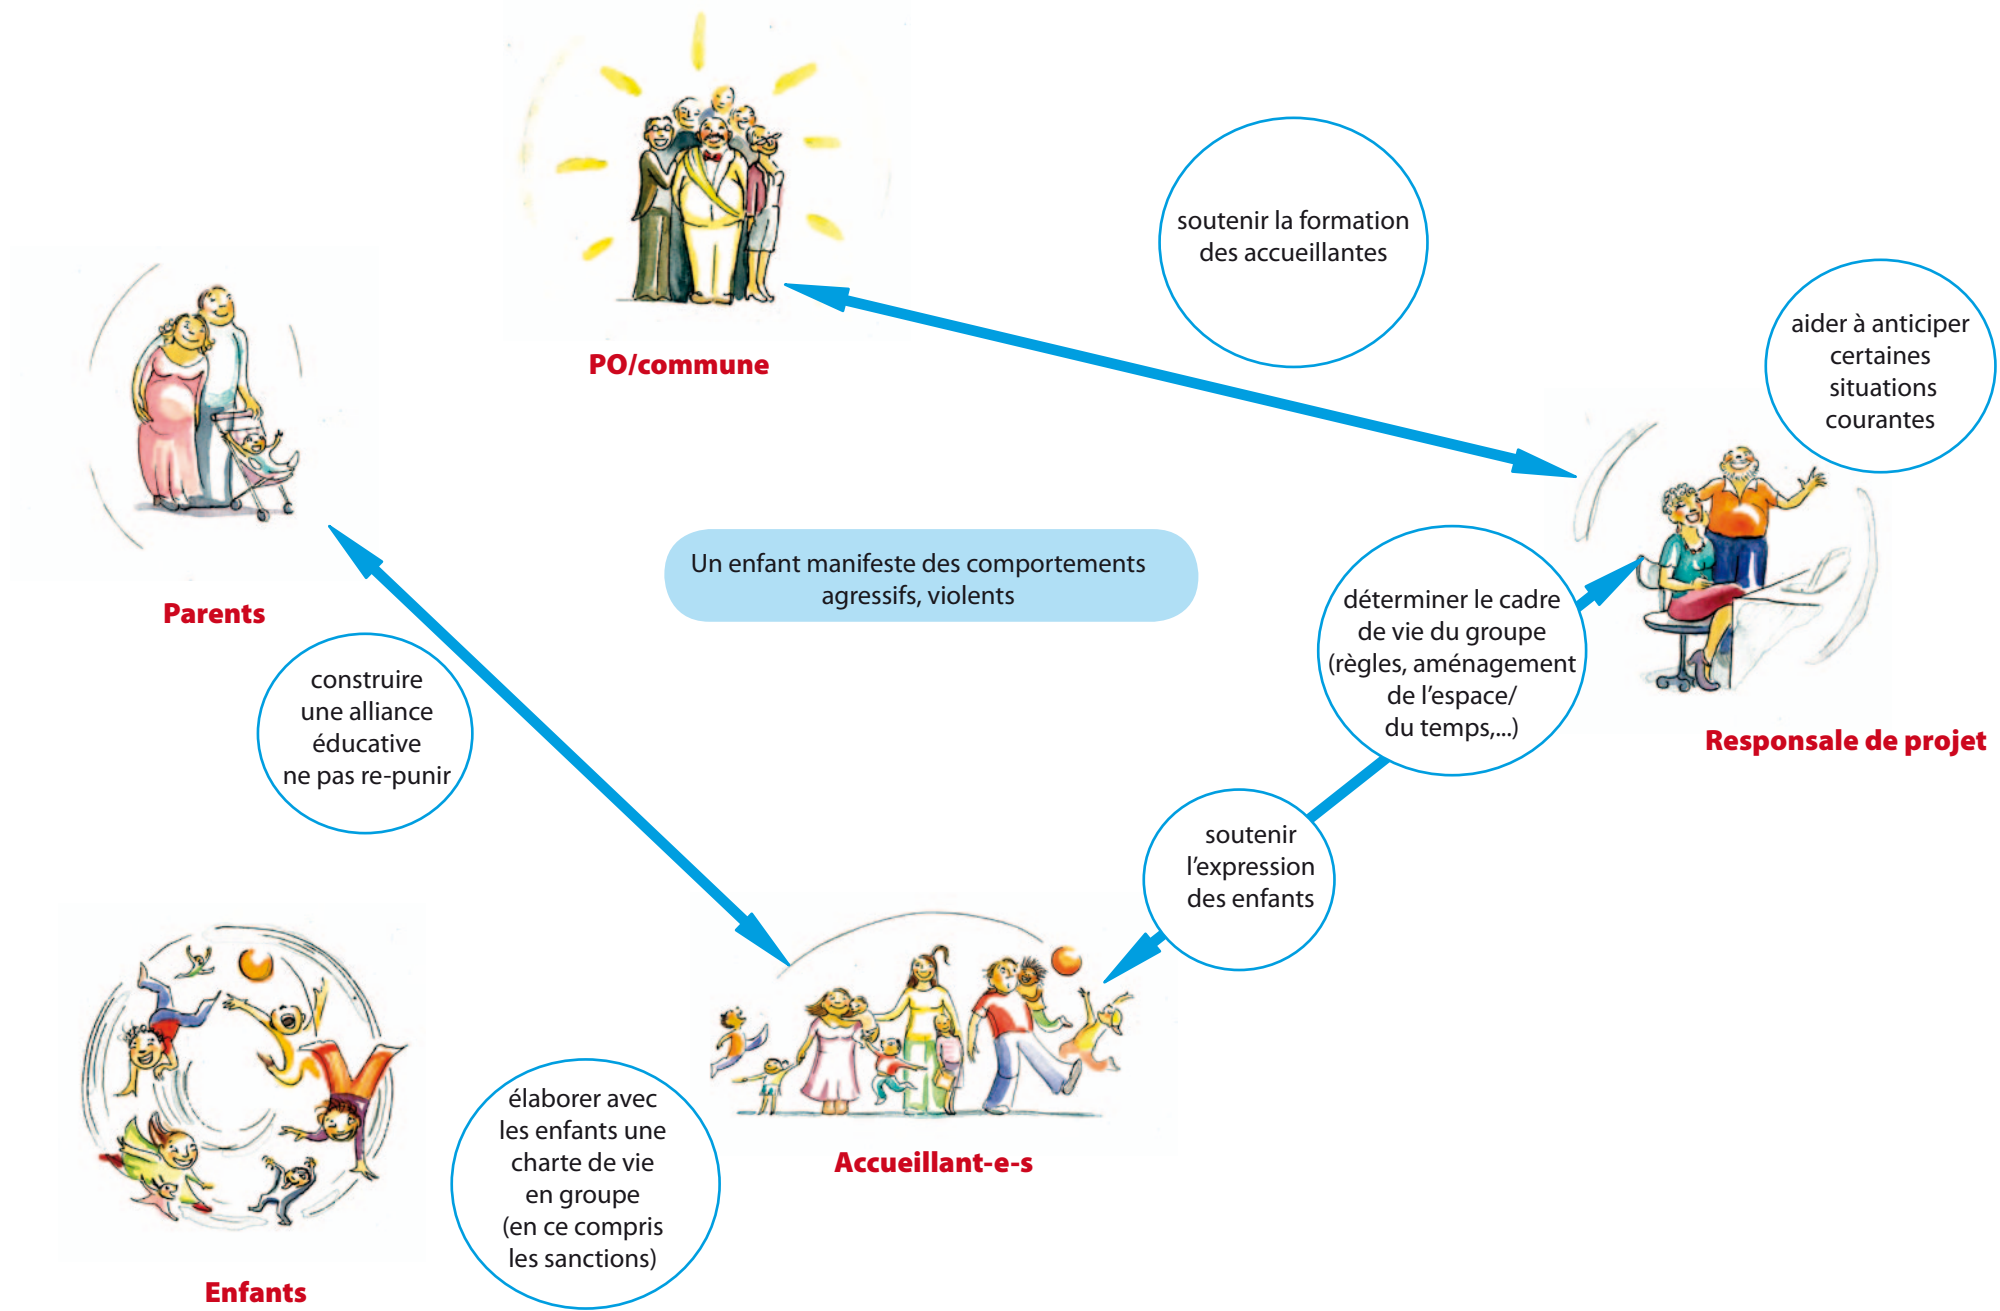 soutenir la formation
des accueillantes
aider à anticiper
certaines
situations
courantes
PO/commune
Un enfant manifeste des comportements
agressifs, violents
Parents
déterminer le cadre
de vie du groupe
(règles, aménagement
de l'espace/
du temps,...)
construire
une alliance
éducative
ne pas re-punir
Responsale de projet
soutenir
l'expression
des enfants
élaborer avec
les enfants une
charte de vie
en groupe
(en ce compris
les sanctions)
Accueillant-e-s
Enfants